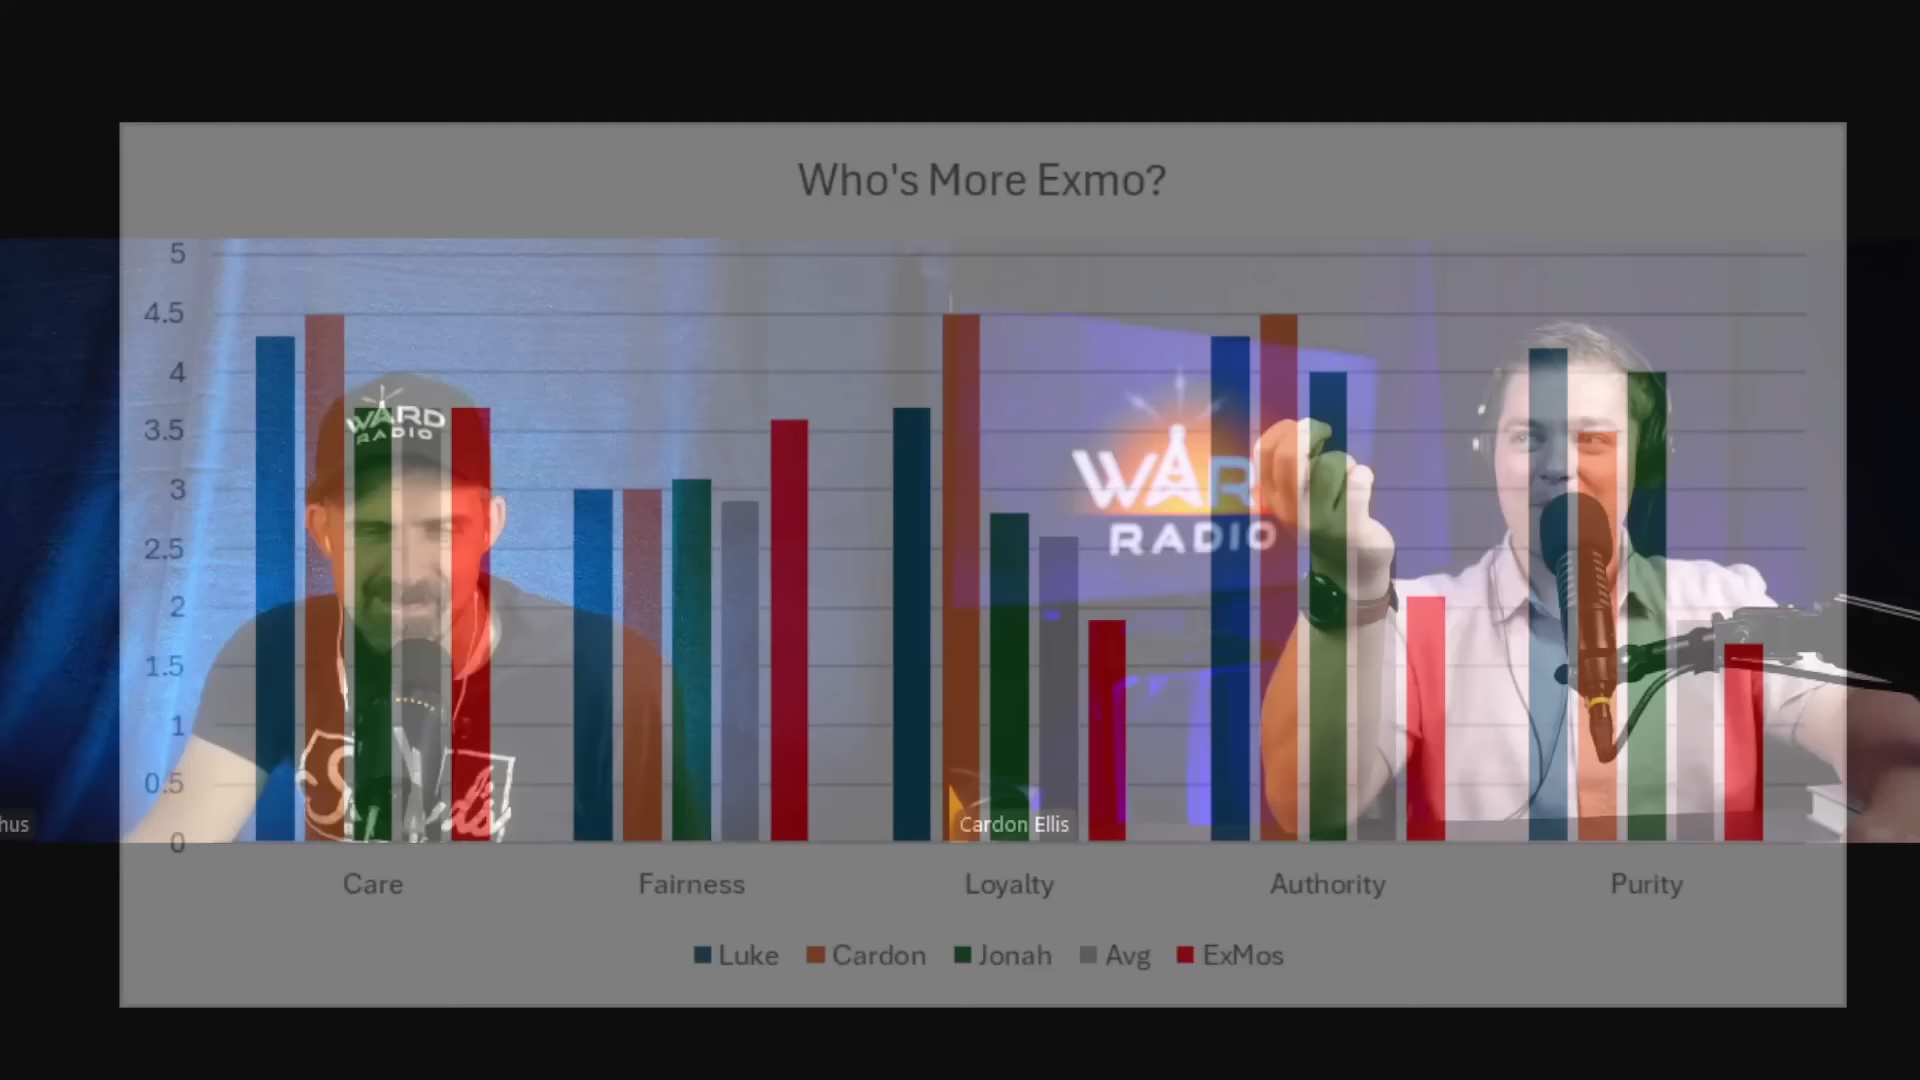 Who's More Exmo?
5
4.5
4
3.5
3
2.5
2
1.5
1
0.5
0
WARD
RADIO
WAR
RADIO
hus
Cardon Ellis
Care Fairness Loyalty Authority Purity
Luke Cardon Jonah Avg ExMos